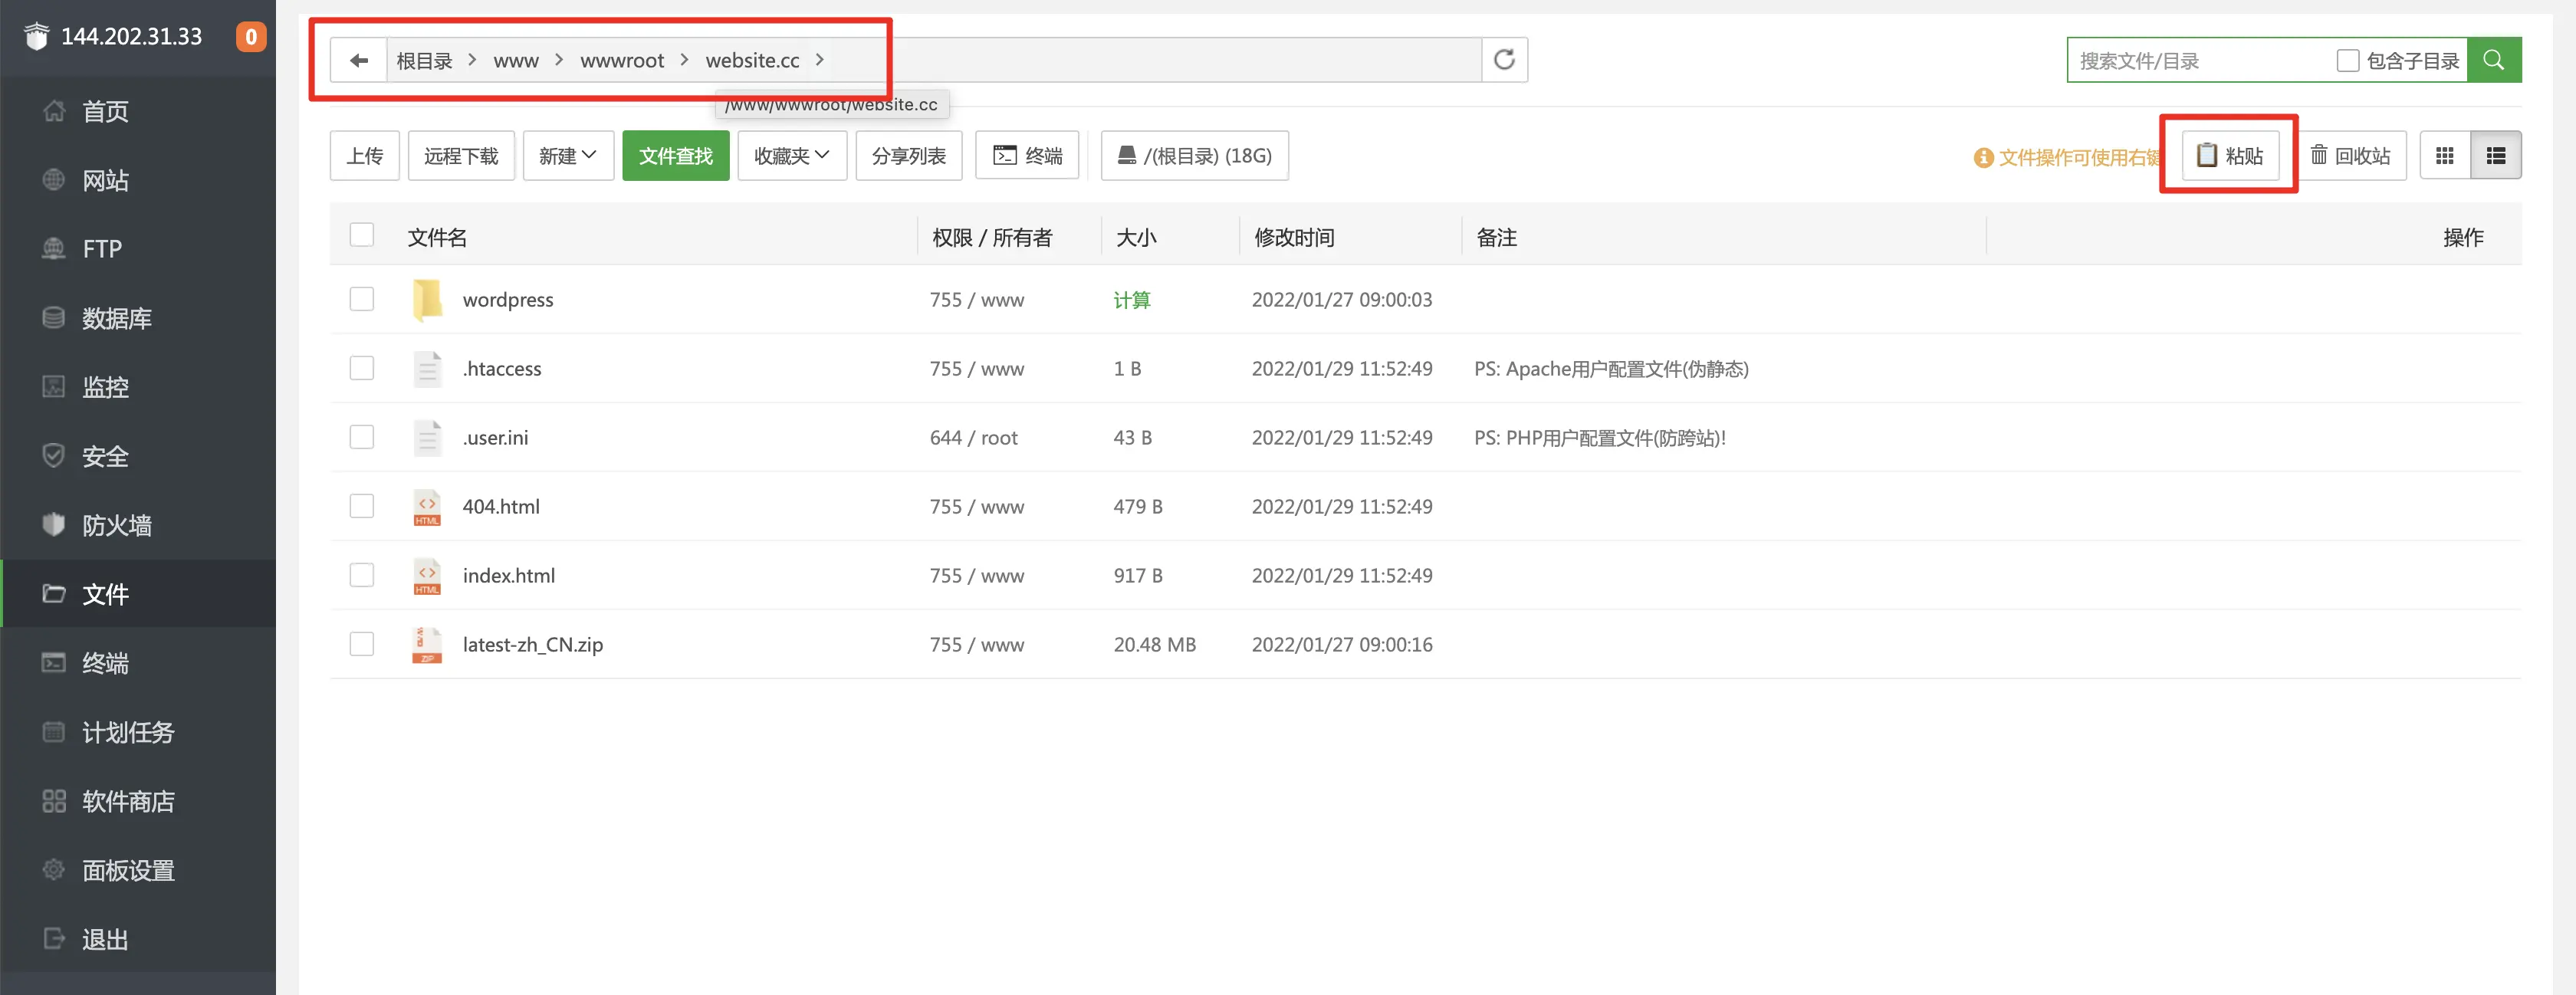 144.202.31.33 0
首页
网站
FTP
数据库
监控
安全
防火墙
文件
终端
计划任务
软件商店
面板设置
退出
根目录 > www > wwwroot > website.cc >
/www/wwwroot/website.cc
搜索文件/目录 包含子目录
上传 远程下载 新建 文件查找 收藏夹 分享列表 终端 /(根目录) (18G) 文件操作可使用右键 粘贴 回收站
文件名 权限 / 所有者 大小 修改时间 备注 操作
wordpress 755 / www 计算 2022/01/27 09:00:03
.htaccess 755 / www 1 B 2022/01/29 11:52:49 PS: Apache用户配置文件(伪静态)
.user.ini 644 / root 43 B 2022/01/29 11:52:49 PS: PHP用户配置文件(防跨站)!
HTML 404.html 755 / www 479 B 2022/01/29 11:52:49
HTML index.html 755 / www 917 B 2022/01/29 11:52:49
ZIP latest-zh_CN.zip 755 / www 20.48 MB 2022/01/27 09:00:16